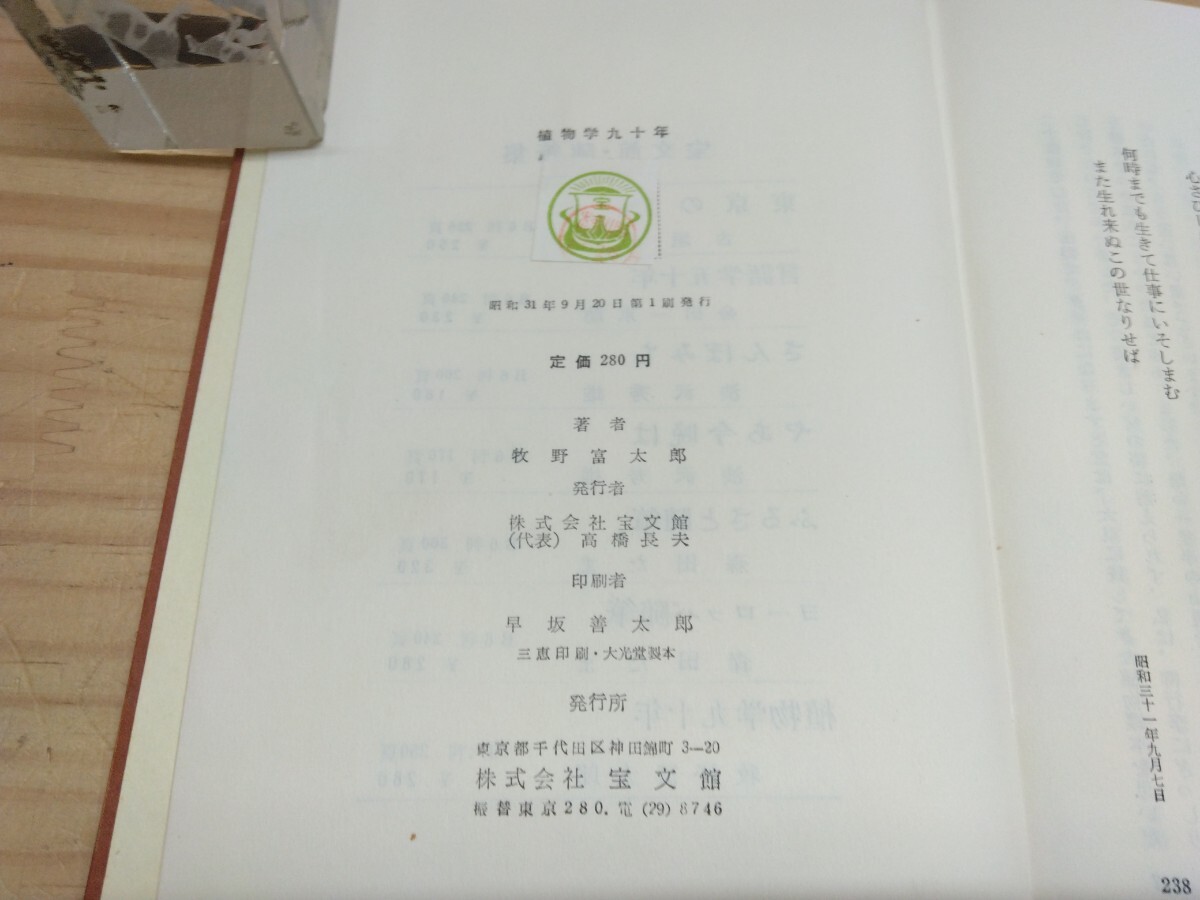 植物学九十年
宝
昭和31年9月20日第1刷発行
定価 280 円
著者
牧野富太郎
発行者
株式会社宝文館
(代表) 高橋長夫
印刷者
早坂善太郎
三恵印刷・大光堂製本
発行所
東京都千代田区神田錦町 3—20
株式会社 宝文館
振替東京280. 電 (29) 8746
何時までも生きて仕事にいそしまむ
また生れ来ぬこの世なりせば
昭和三十一年九月七日
238